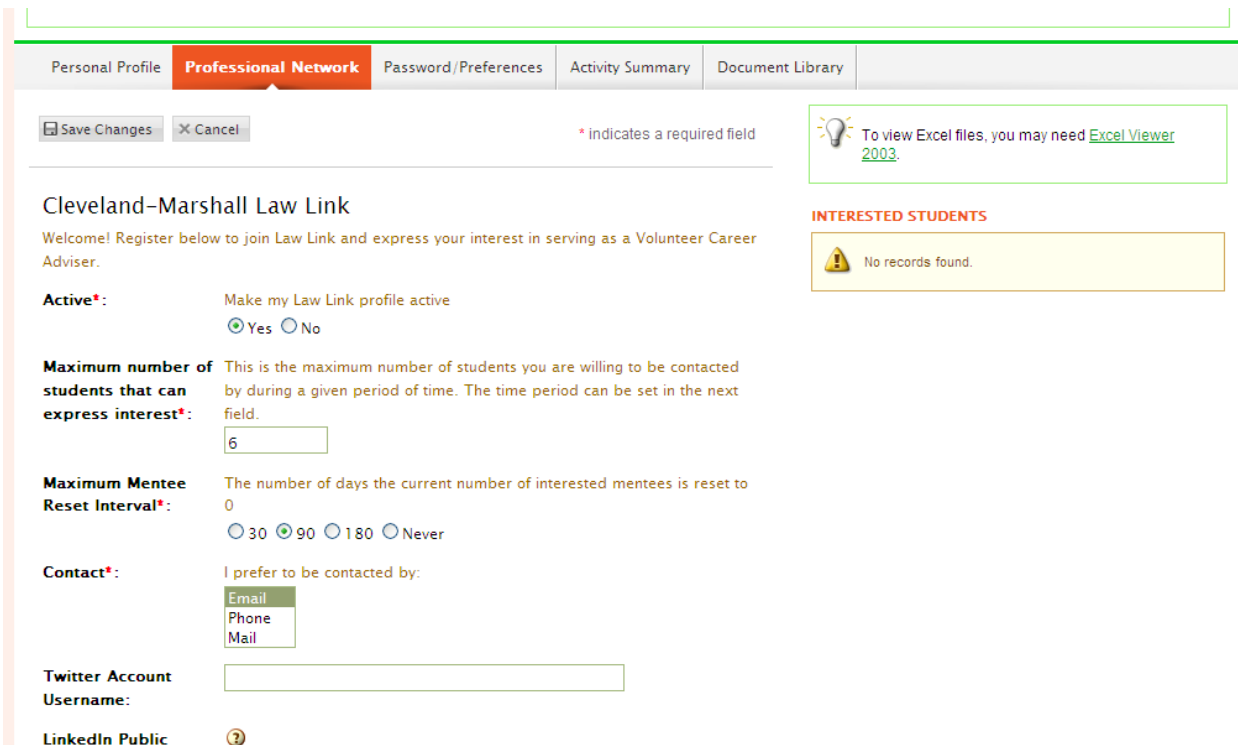 Personal Profile Professional Network Password/Preferences Activity Summary Document Library
Save Changes Cancel
* indicates a required field
To view Excel files, you may need Excel Viewer
2003.
Cleveland-Marshall Law Link
Welcome! Register below to join Law Link and express your interest in serving as a Volunteer Career
Adviser.
INTERESTED STUDENTS
No records found.
Active*: Make my Law Link profile active
Yes No
Maximum number of This is the maximum number of students you are willing to be contacted
students that can by during a given period of time. The time period can be set in the next
express interest*: field.
6
Maximum Mentee The number of days the current number of interested mentees is reset to
Reset Interval*: 0
30 90 180 Never
Contact*: I prefer to be contacted by:
Email
Phone
Mail
Twitter Account
Username:
LinkedIn Public ?